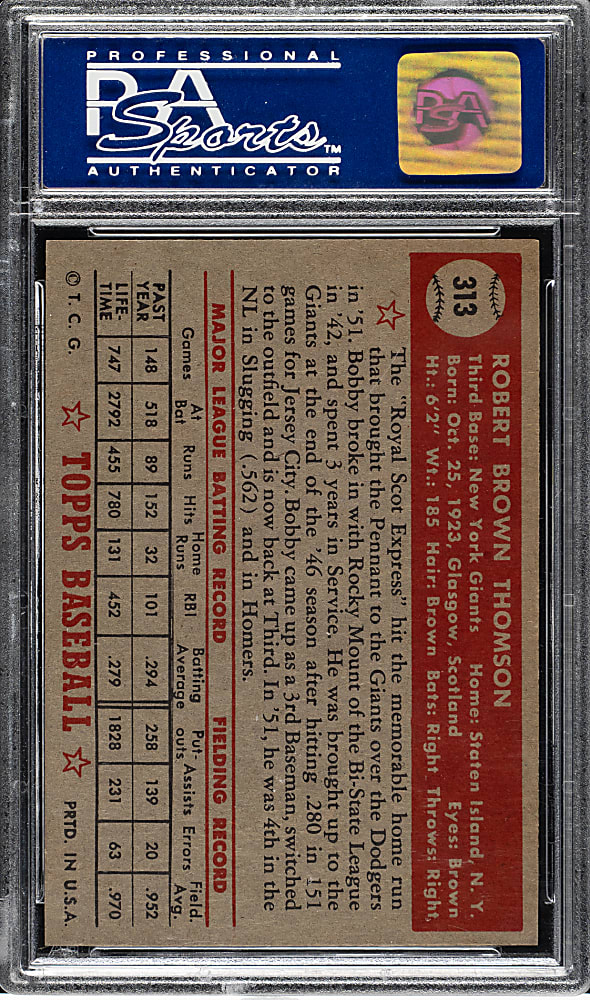 PROFESSIONAL
PSA
Sports™
AUTHENTICATOR
PSA
313
ROBERT BROWN THOMSON
Third Base: New York Giants Home: Staten Island, N. Y.
Born: Oct. 25, 1923, Glasgow, Scotland Eyes: Brown
Ht.: 6'2" Wt.: 185 Hair: Brown Bats: Right Throws: Right
The "Royal Scot Express" hit the memorable home run
that brought the Pennant to the Giants over the Dodgers
in '51. Bobby broke in with Rocky Mount of the Bi-State League
in '42, and spent 3 years in Service, He was brought up to the
Giants at the end of the '46 season after hitting .280 in 151
games for Jersey City. Bobby came up as a 3rd Baseman, switched
to the outfield and is now back at Third. In '51, he was 4th in the
NL in Slugging (.562) and in Homers.
MAJOR LEAGUE BATTING RECORD FIELDING RECORD
Games At Bat Runs Hits Home Runs RBI Batting Average Put-outs Assists Errors Field. Avg.
PAST YEAR 148 518 89 152 32 101 .294 258 139 20 .952
LIFE-TIME 747 2792 455 780 131 452 .279 1828 231 63 .970
© T. C. G. TOPPS BASEBALL PRTD. IN U.S.A.